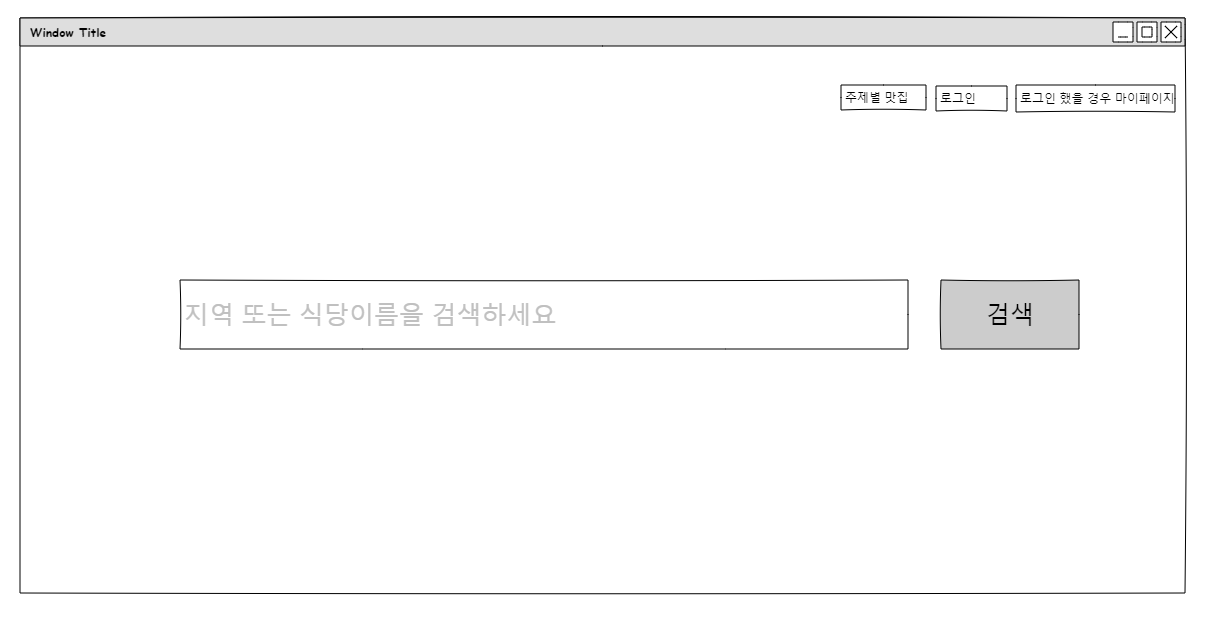 Window Title
주제별 맛집
로그인
로그인 했을 경우 마이페이지
지역 또는 식당이름을 검색하세요
검색